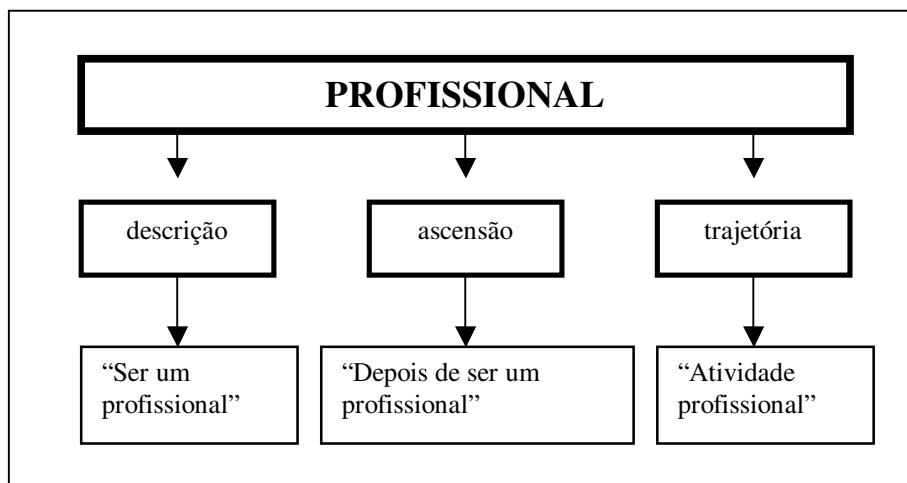 PROFISSIONAL
descrição
ascensão
trajetória
“Ser um
profissional”
“Depois de ser um
profissional”
“Atividade
profissional”